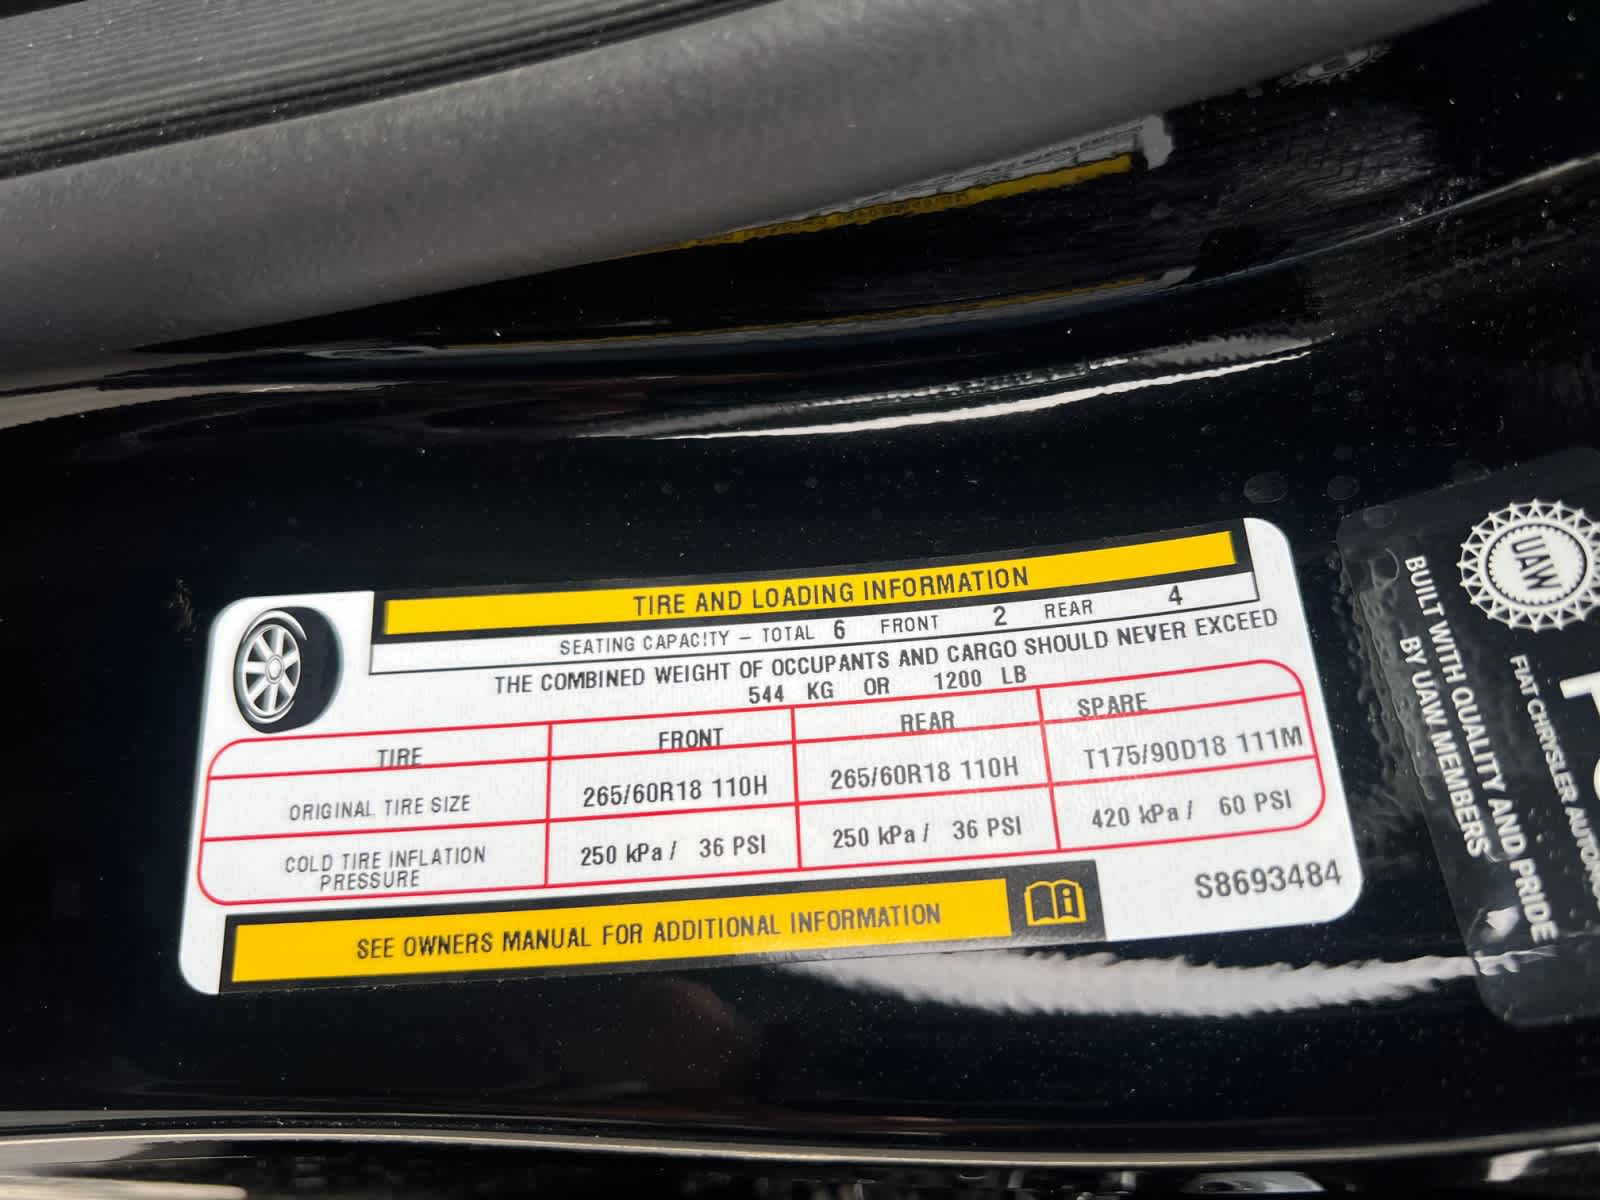 TIRE AND LOADING INFORMATION
SEATING CAPACITY – TOTAL 6 FRONT 2 REAR 4
THE COMBINED WEIGHT OF OCCUPANTS AND CARGO SHOULD NEVER EXCEED
544 KG OR 1200 LB
TIRE FRONT REAR SPARE
ORIGINAL TIRE SIZE 265/60R18 110H 265/60R18 110H T175/90D18 111M
COLD TIRE INFLATION
PRESSURE 250 kPa / 36 PSI 250 kPa / 36 PSI 420 kPa / 60 PSI
S8693484
SEE OWNERS MANUAL FOR ADDITIONAL INFORMATION
UAW
BUILT WITH QUALITY AND PRIDE
BY UAW MEMBERS
FIAT CHRYSLER